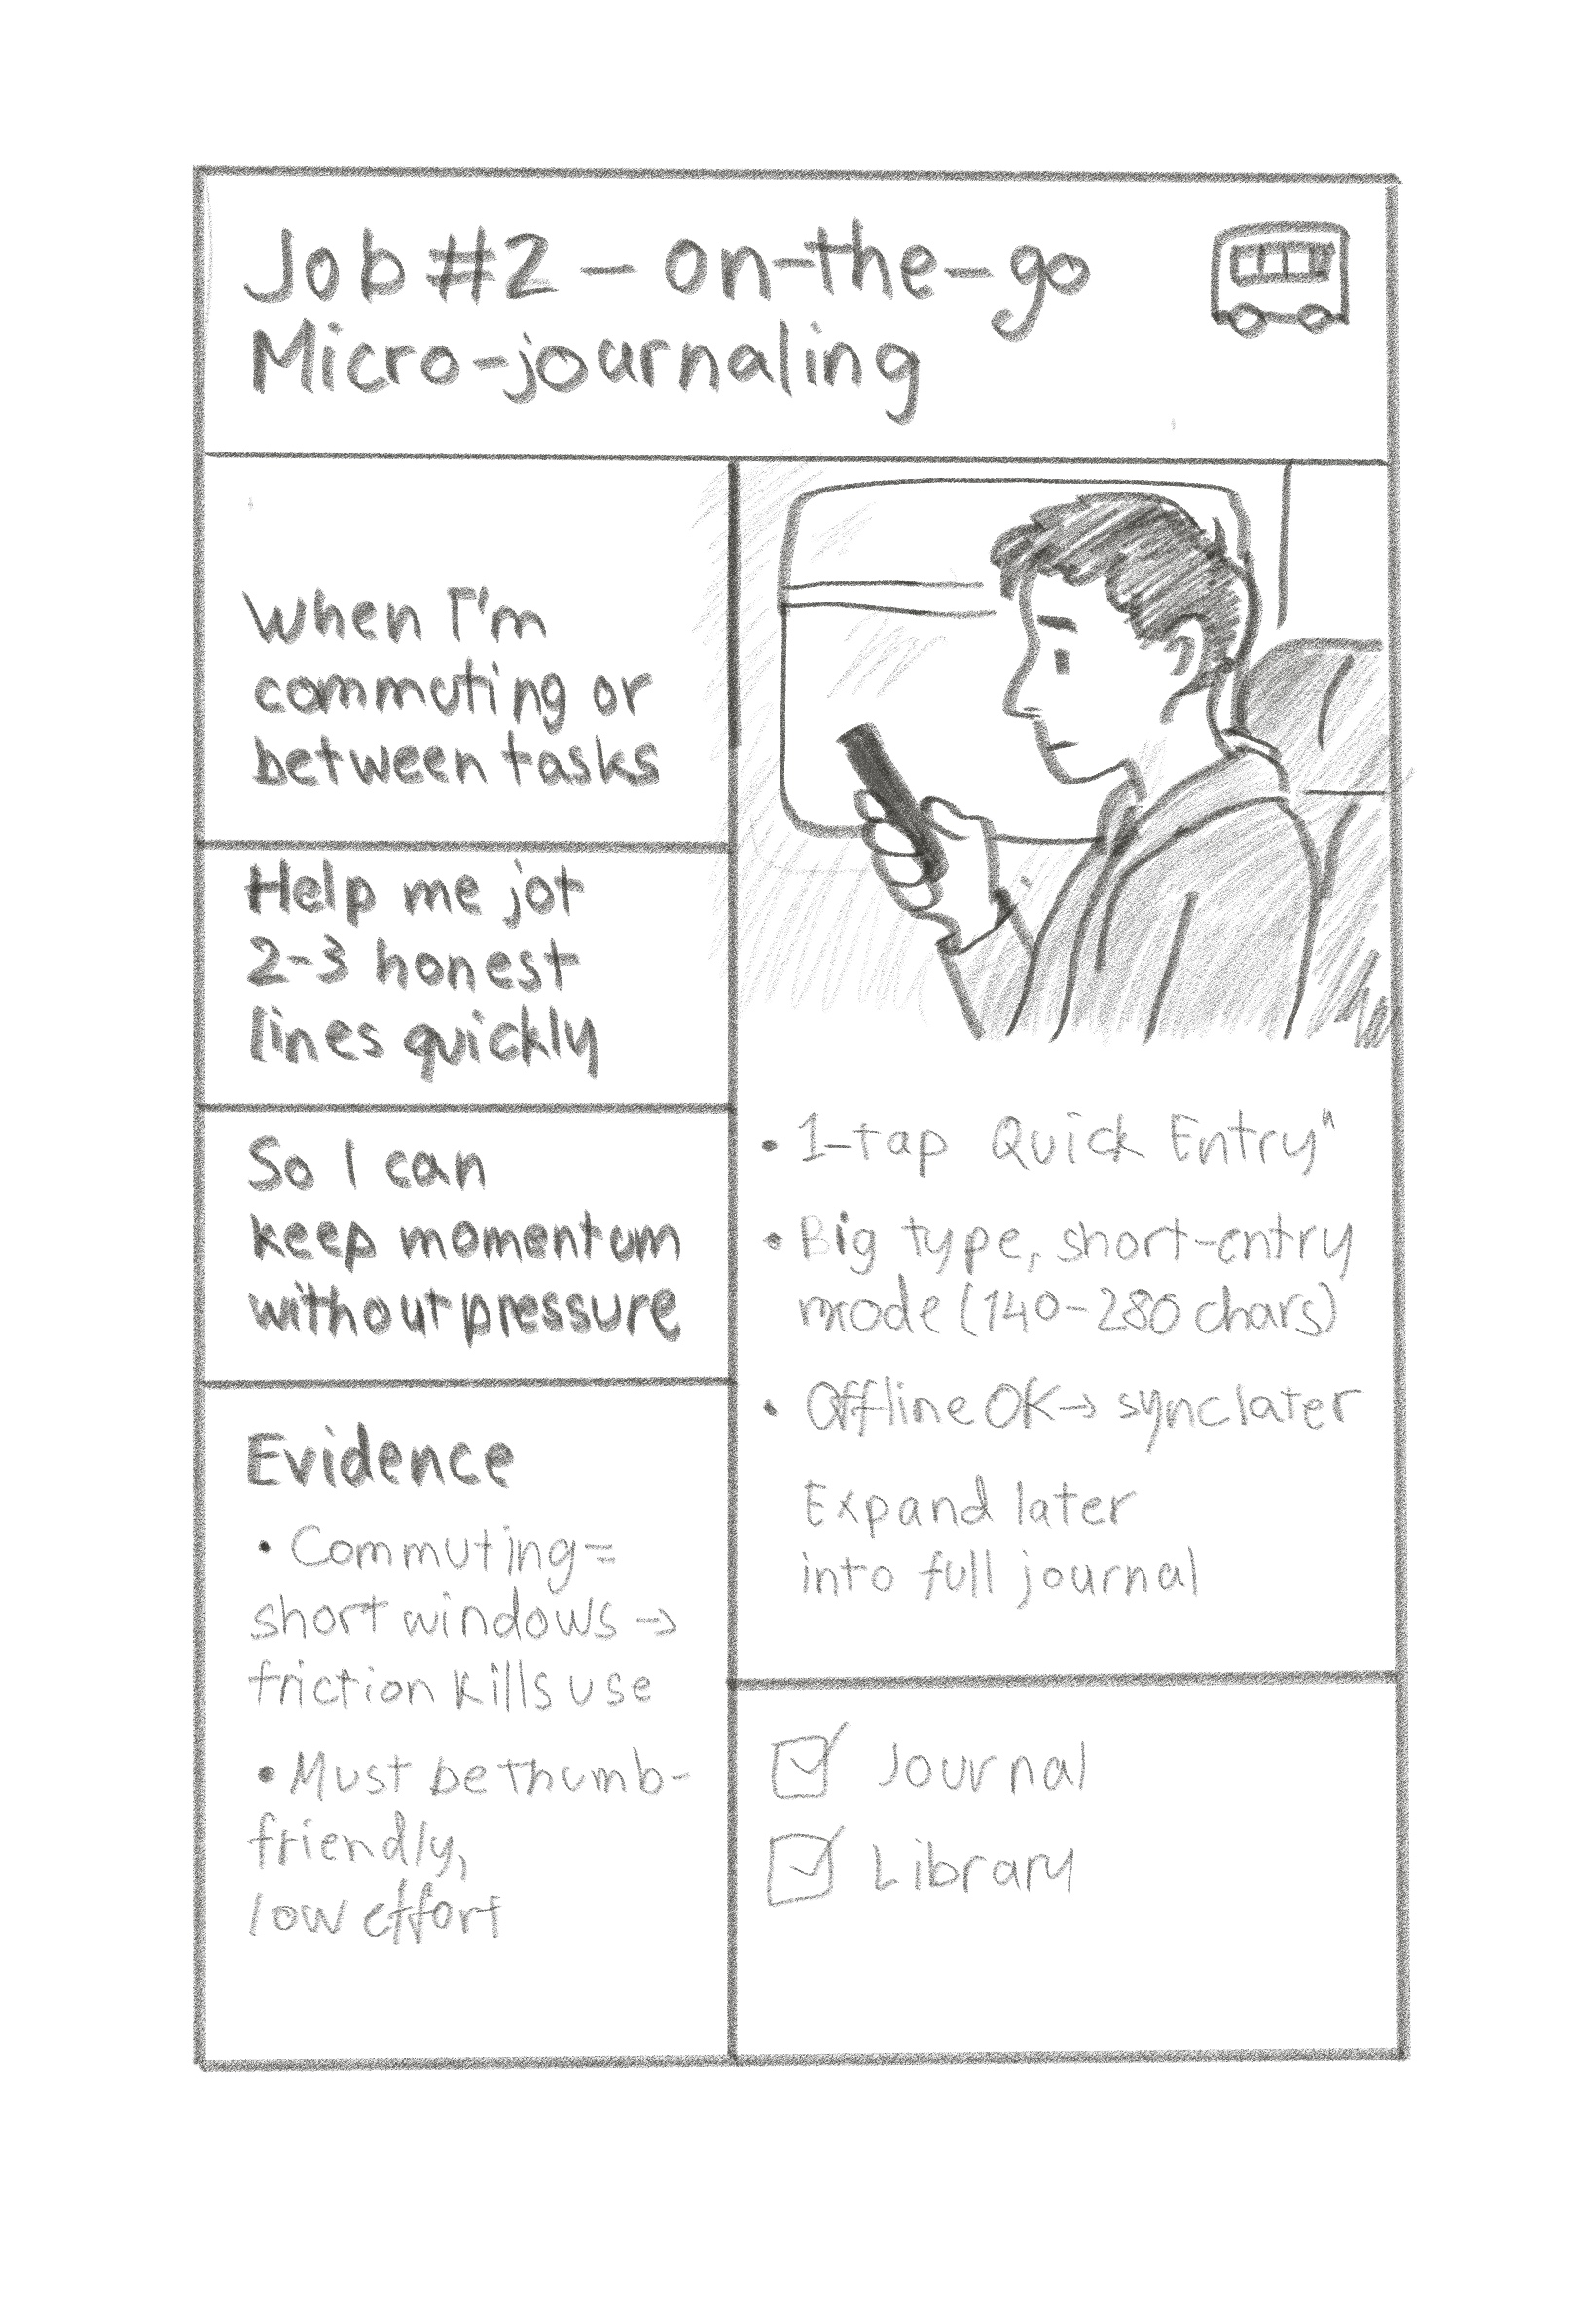 Job #2 – on-the-go
Micro-journaling
When I'm
commuting or
between tasks
Help me jot
2-3 honest
lines quickly
So I can
keep momentum
without pressure
Evidence
• Commuting =
short windows →
friction kills use
• Must be thumb-
friendly,
low effort
• 1-tap Quick Entry"
• Big type, short-entry
mode (140-280 chars)
• Offline OK → sync later
Expand later
into full journal
Journal
Library